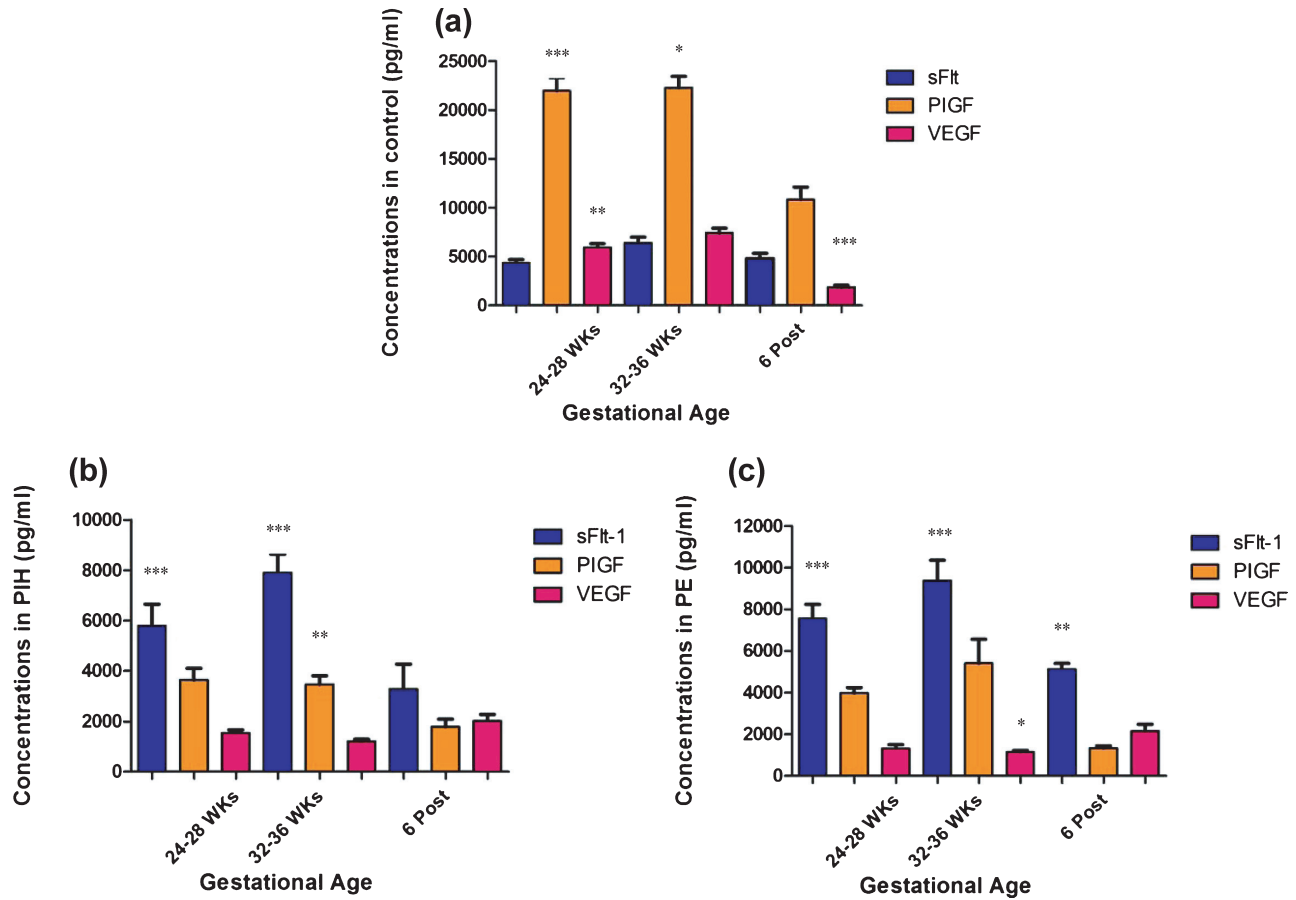 (a)
Concentrations in control (pg/ml)
25000
20000
15000
10000
5000
0
***
**
*
***
sFlt
PIGF
VEGF
24-28 WKs
32-36 WKs
6 Post
Gestational Age
(b)
Concentrations in PIH (pg/ml)
10000
8000
6000
4000
2000
0
***
***
**
sFlt-1
PIGF
VEGF
24-28 WKs
32-36 WKs
6 Post
Gestational Age
(c)
Concentrations in PE (pg/ml)
12000
10000
8000
6000
4000
2000
0
***
***
*
**
sFlt-1
PIGF
VEGF
24-28 WKs
32-36 WKs
6 Post
Gestational Age